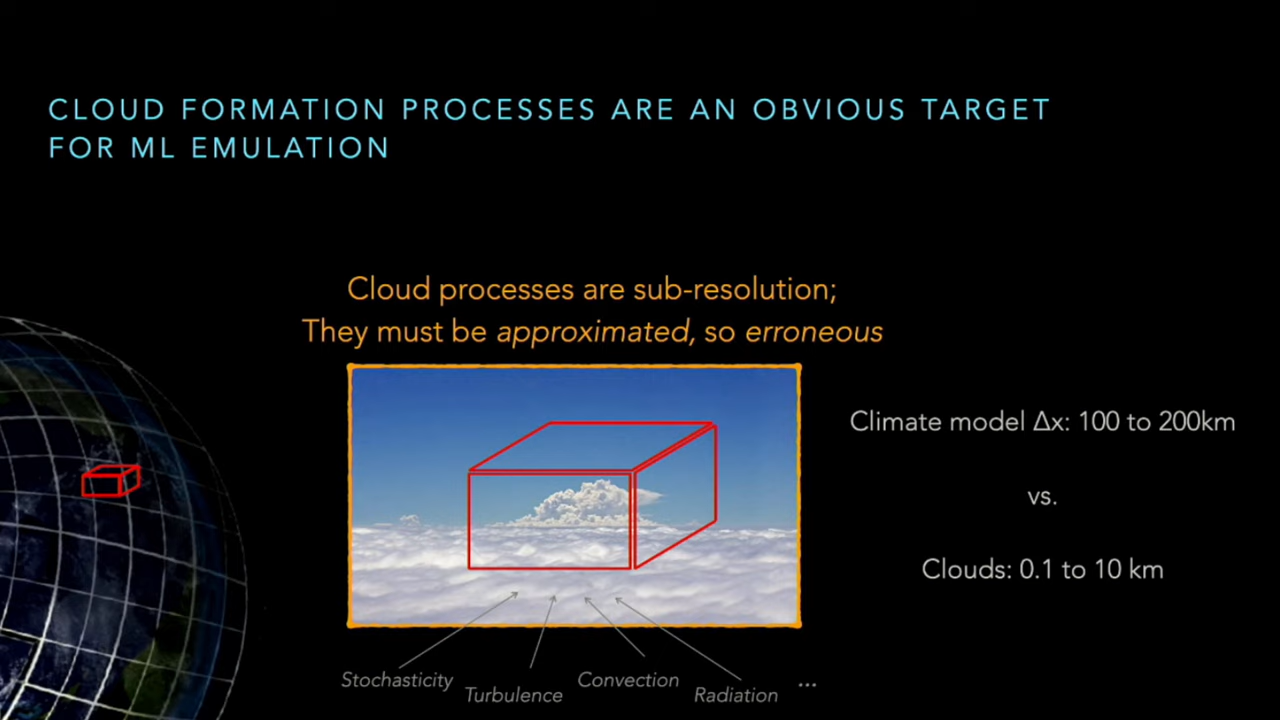 CLOUD FORMATION PROCESSES ARE AN OBVIOUS TARGET
FOR ML EMULATION
Cloud processes are sub-resolution;
They must be approximated, so erroneous
Climate model Δx: 100 to 200km
vs.
Clouds: 0.1 to 10 km
Stochasticity
Turbulence
Convection
Radiation
...